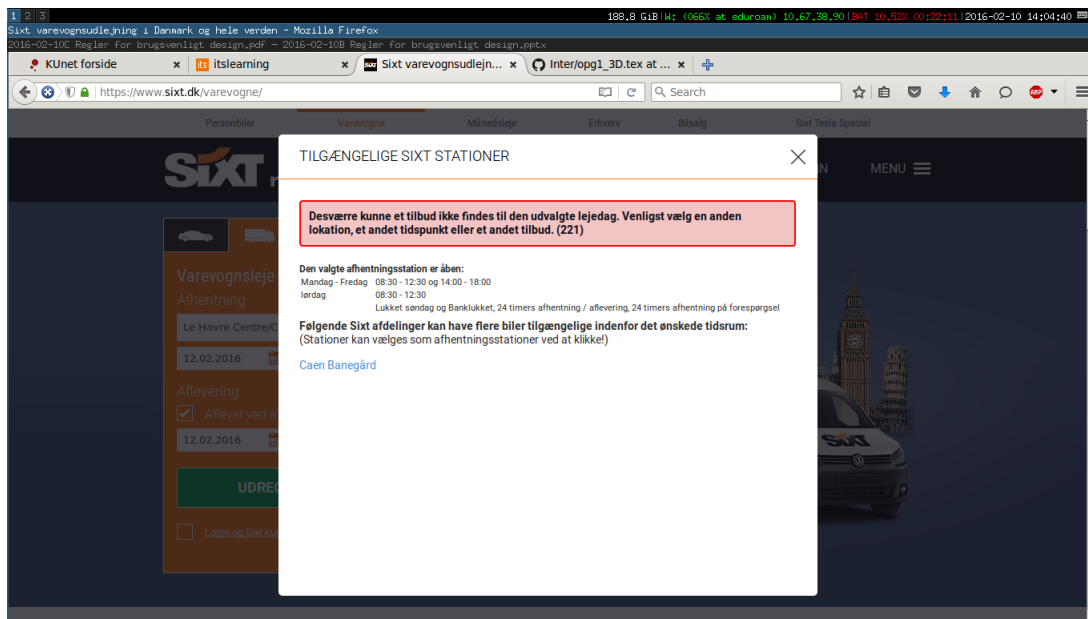 1 2 3 188,8 GiB|W: (066% at eduroam) 10.67.38.90|BAT 10,52% 00:22:11|2016-02-10 14:04:40
Sixt varevognsudlejning i Danmark og hele verden - Mozilla Firefox
2016-02-10C Regler for brugsvenligt design.pdf - 2016-02-10B Regler for brugsvenligt design.pptx
KUnet forside its itslearning Sixt varevognsudlejn... Inter/opg1_3D.tex at ...
https://www.sixt.dk/varevogne/ Search ABP
Personbiler Varevogne Månedsleje Erhverv Bilsalg Sixt Tesla Special
SIXT r IN MENU
TILGÆNGELIGE SIXT STATIONER
Desværre kunne et tilbud ikke findes til den udvalgte lejedag. Venligst vælg en anden
lokation, et andet tidspunkt eller et andet tilbud. (221)
Den valgte afhentningsstation er åben:
Mandag - Fredag 08:30 - 12:30 og 14:00 - 18:00
lørdag 08:30 - 12:30
Lukket søndag og Banklukket, 24 timers afhentning / aflevering, 24 timers afhentning på forespørgsel
Følgende Sixt afdelinger kan have flere biler tilgængelige indenfor det ønskede tidsrum:
(Stationer kan vælges som afhentningsstationer ved at klikke!)
Caen Banegård
Varevognsleje
Afhentning
Le Havre Centre/C
12.02.2016
Aflevering
Aflever ved a
12.02.2016
UDREG
Login og Sixt ku
SIXT